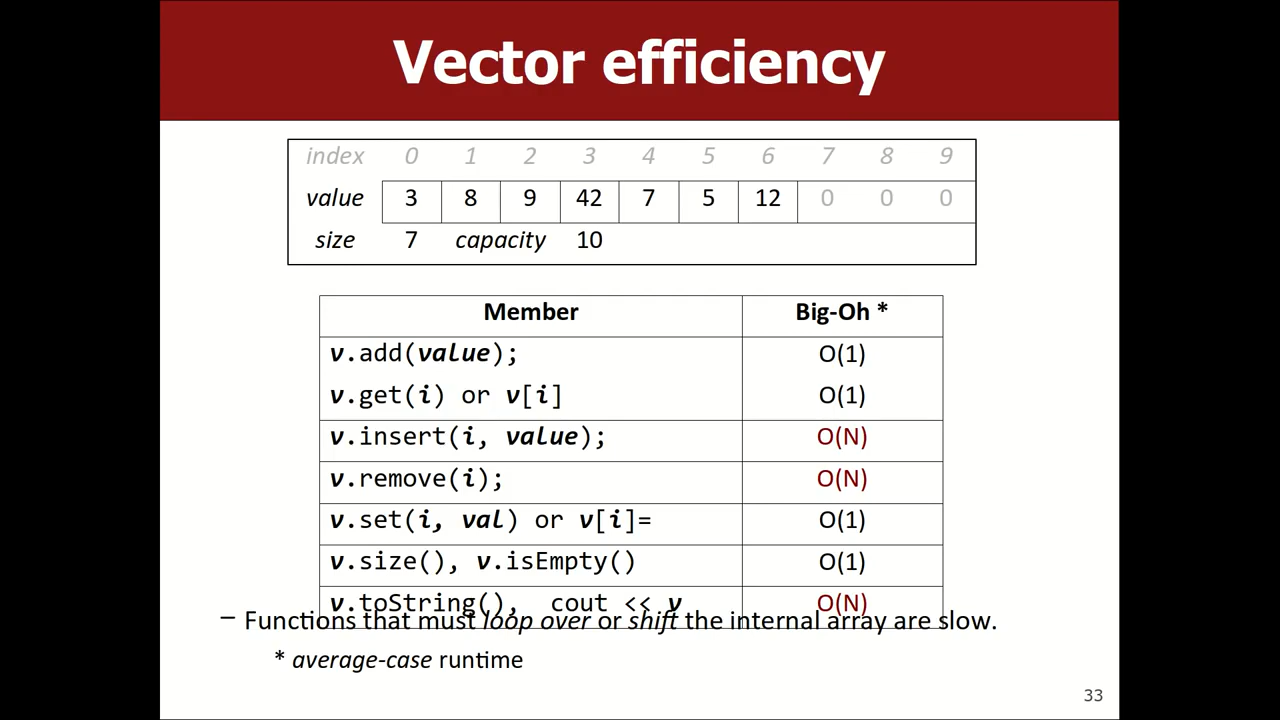 Vector efficiency
index 0 1 2 3 4 5 6 7 8 9
value 3 8 9 42 7 5 12 0 0 0
size 7 capacity 10
Member Big-Oh *
v.add(value); O(1)
v.get(i) or v[i] O(1)
v.insert(i, value); O(N)
v.remove(i); O(N)
v.set(i, val) or v[i]= O(1)
v.size(), v.isEmpty() O(1)
v.toString(), cout << v O(N)
– Functions that must loop over or shift the internal array are slow.
* average-case runtime
33